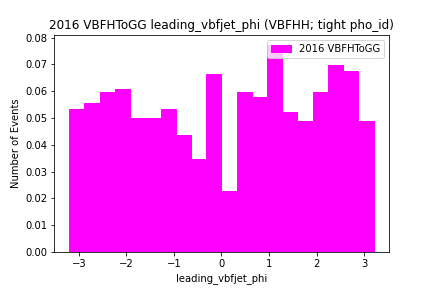 2016 VBFHToGG leading_vbfjet_phi (VBFHH; tight pho_id)
2016 VBFHToGG
Number of Events
0.08
0.07
0.06
0.05
0.04
0.03
0.02
0.01
0.00
−3 −2 −1 0 1 2 3
leading_vbfjet_phi